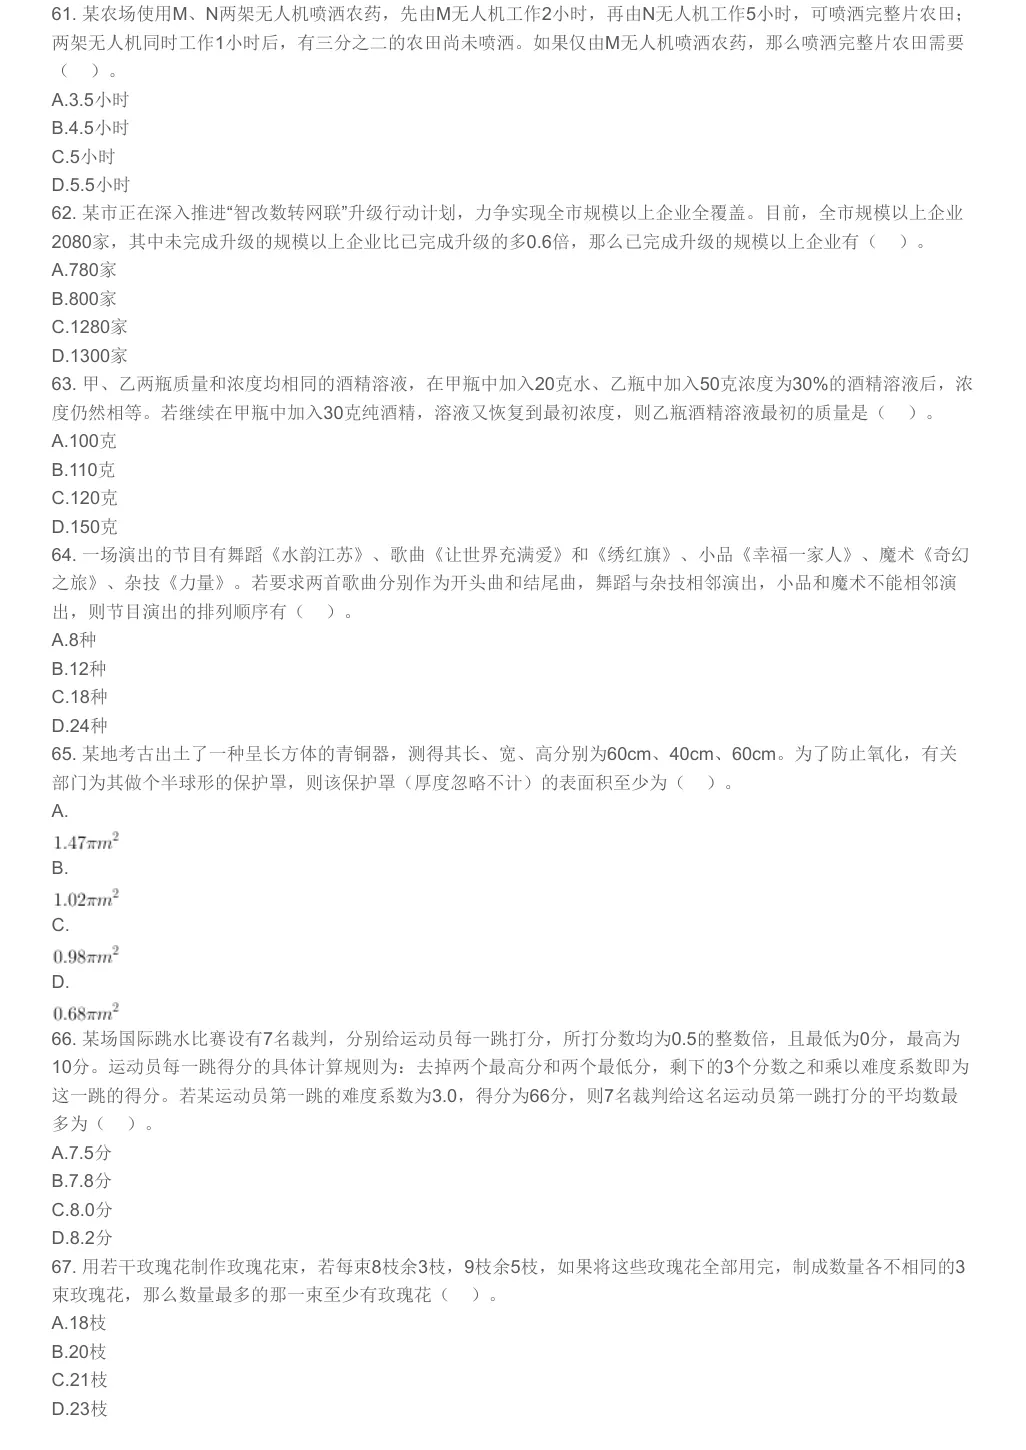 61. 某农场使用M、N两架无人机喷洒农药，先由M无人机工作2小时，再由N无人机工作5小时，可喷洒完整片农田；
两架无人机同时工作1小时后，有三分之二的农田尚未喷洒。如果仅由M无人机喷洒农药，那么喷洒完整片农田需要
（　）。
A.3.5小时
B.4.5小时
C.5小时
D.5.5小时
62. 某市正在深入推进“智改数转网联”升级行动计划，力争实现全市规模以上企业全覆盖。目前，全市规模以上企业
2080家，其中未完成升级的规模以上企业比已完成升级的多0.6倍，那么已完成升级的规模以上企业有（　）。
A.780家
B.800家
C.1280家
D.1300家
63. 甲、乙两瓶质量和浓度均相同的酒精溶液，在甲瓶中加入20克水、乙瓶中加入50克浓度为30%的酒精溶液后，浓
度仍然相等。若继续在甲瓶中加入30克纯酒精，溶液又恢复到最初浓度，则乙瓶酒精溶液最初的质量是（　）。
A.100克
B.110克
C.120克
D.150克
64. 一场演出的节目有舞蹈《水韵江苏》、歌曲《让世界充满爱》和《绣红旗》、小品《幸福一家人》、魔术《奇幻
之旅》、杂技《力量》。若要求两首歌曲分别作为开头曲和结尾曲，舞蹈与杂技相邻演出，小品和魔术不能相邻演
出，则节目演出的排列顺序有（　）。
A.8种
B.12种
C.18种
D.24种
65. 某地考古出土了一种呈长方体的青铜器，测得其长、宽、高分别为60cm、40cm、60cm。为了防止氧化，有关
部门为其做个半球形的保护罩，则该保护罩（厚度忽略不计）的表面积至少为（　）。
A.
1.47πm²
B.
1.02πm²
C.
0.98πm²
D.
0.68πm²
66. 某场国际跳水比赛设有7名裁判，分别给运动员每一跳打分，所打分数均为0.5的整数倍，且最低为0分，最高为
10分。运动员每一跳得分的具体计算规则为：去掉两个最高分和两个最低分，剩下的3个分数之和乘以难度系数即为
这一跳的得分。若某运动员第一跳的难度系数为3.0，得分为66分，则7名裁判给这名运动员第一跳打分的平均数最
多为（　）。
A.7.5分
B.7.8分
C.8.0分
D.8.2分
67. 用若干玫瑰花制作玫瑰花束，若每束8枝余3枝，9枝余5枝，如果将这些玫瑰花全部用完，制成数量各不相同的3
束玫瑰花，那么数量最多的那一束至少有玫瑰花（　）。
A.18枝
B.20枝
C.21枝
D.23枝